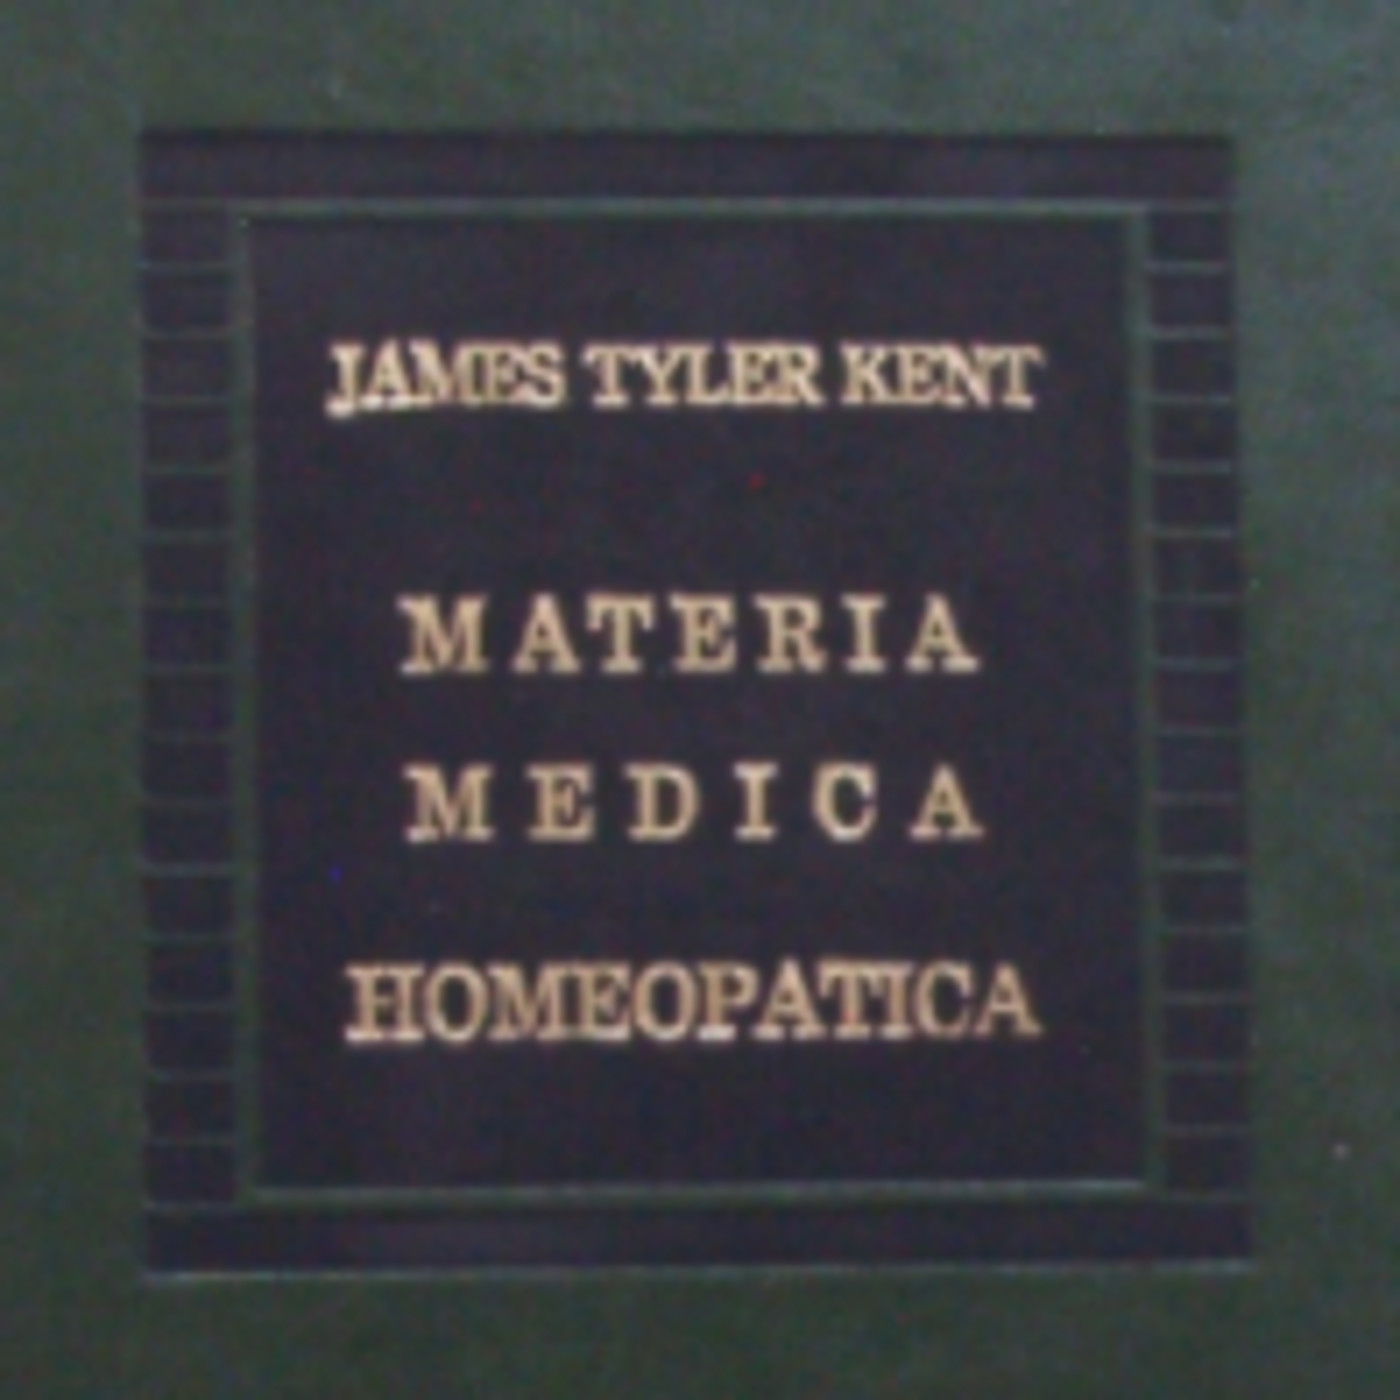 JAMES TYLER KENT
MATERIA
MEDICA
HOMEOPATICA